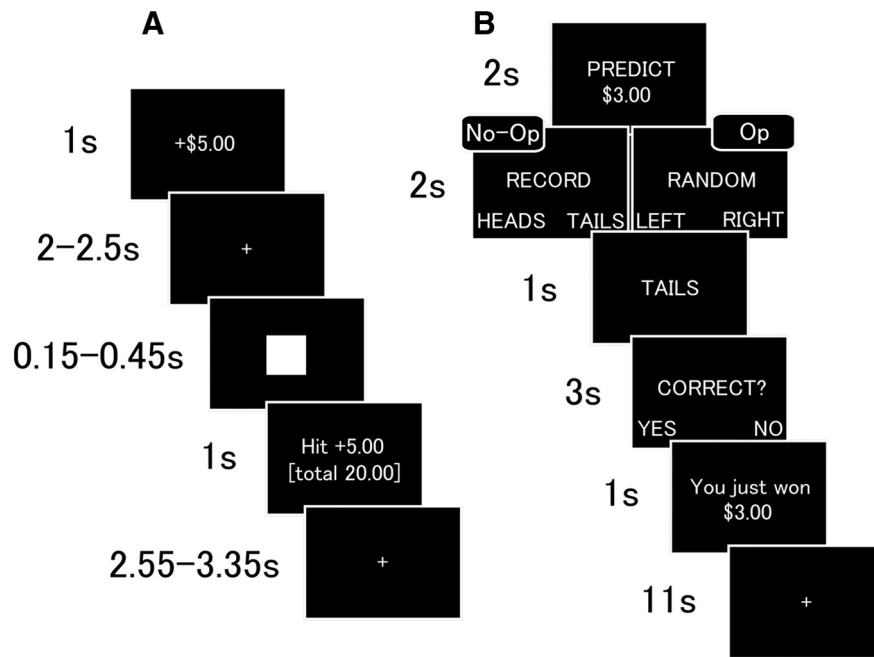 A
1s
+$5.00
2-2.5s
+
0.15-0.45s
1s
Hit +5.00
[total 20.00]
2.55-3.35s
+
B
2s
PREDICT
$3.00
No-Op
Op
2s
RECORD
HEADS TAILS
RANDOM
LEFT RIGHT
1s
TAILS
3s
CORRECT?
YES NO
1s
You just won
$3.00
11s
+